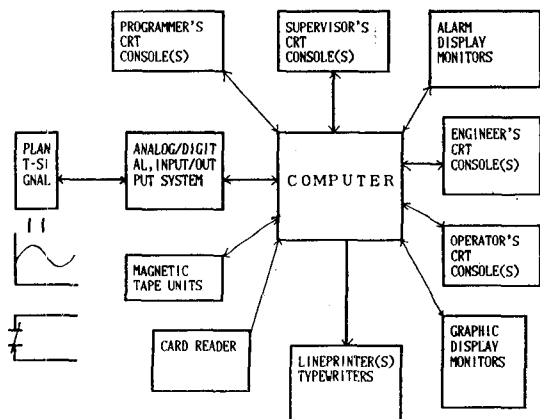 PROGRAMMER'S
CRT
CONSOLE(S)
SUPERVISOR'S
CRT
CONSOLE(S)
ALARM
DISPLAY
MONITORS
PLAN
T-SI
GNAL
ANALOG/DIGIT
AL,INPUT/OUT
PUT SYSTEM
COMPUTER
ENGINEER'S
CRT
CONSOLE(S)
OPERATOR'S
CRT
CONSOLE(S)
MAGNETIC
TAPE UNITS
CARD READER
LINEPRINTER(S)
TYPEWRITERS
GRAPHIC
DISPLAY
MONITORS